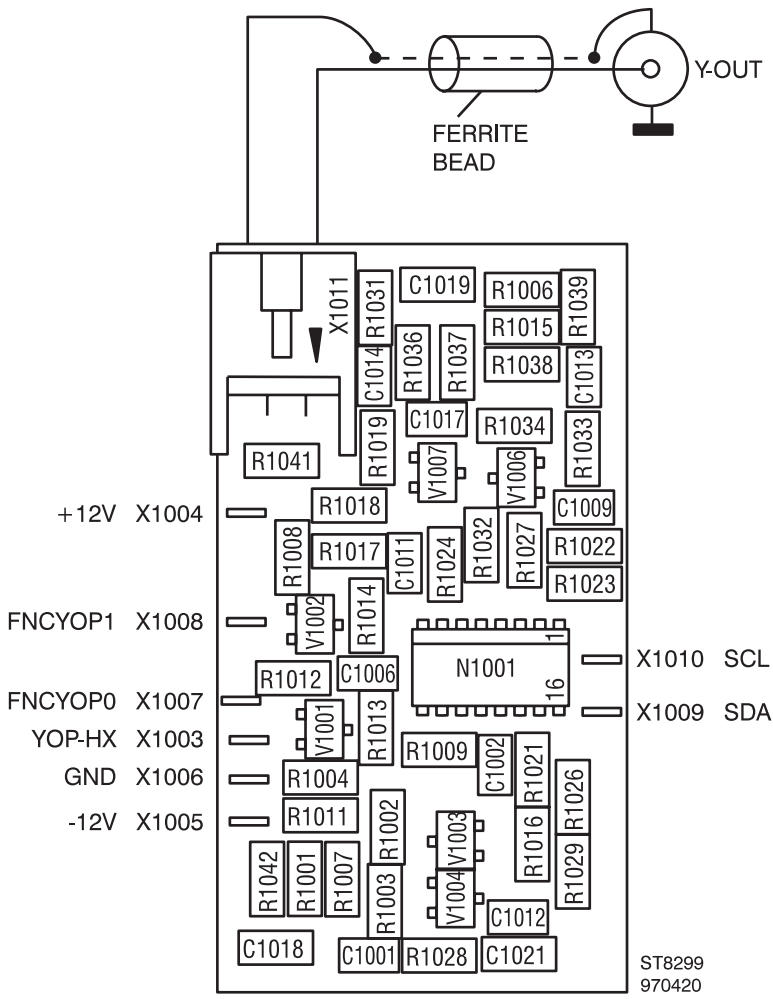 Y-OUT
FERRITE
BEAD
X1011
R1031
C1019
R1006
R1039
R1015
C1014
R1036
R1037
R1038
C1013
R1019
C1017
R1034
R1033
R1041
V1007
V1006
+12V X1004
R1018
C1009
R1008
R1017
C1011
R1024
R1032
R1027
R1022
R1023
FNCYOP1 X1008
V1002
R1014
1
N1001
16
X1010 SCL
R1012
C1006
FNCYOP0 X1007
X1009 SDA
YOP-HX X1003
V1001
R1013
R1009
C1002
R1021
GND X1006
R1004
R1026
-12V X1005
R1011
R1002
V1003
R1016
R1029
R1042
R1001
R1007
R1003
V1004
C1012
C1018
C1001
R1028
C1021
ST8299
970420